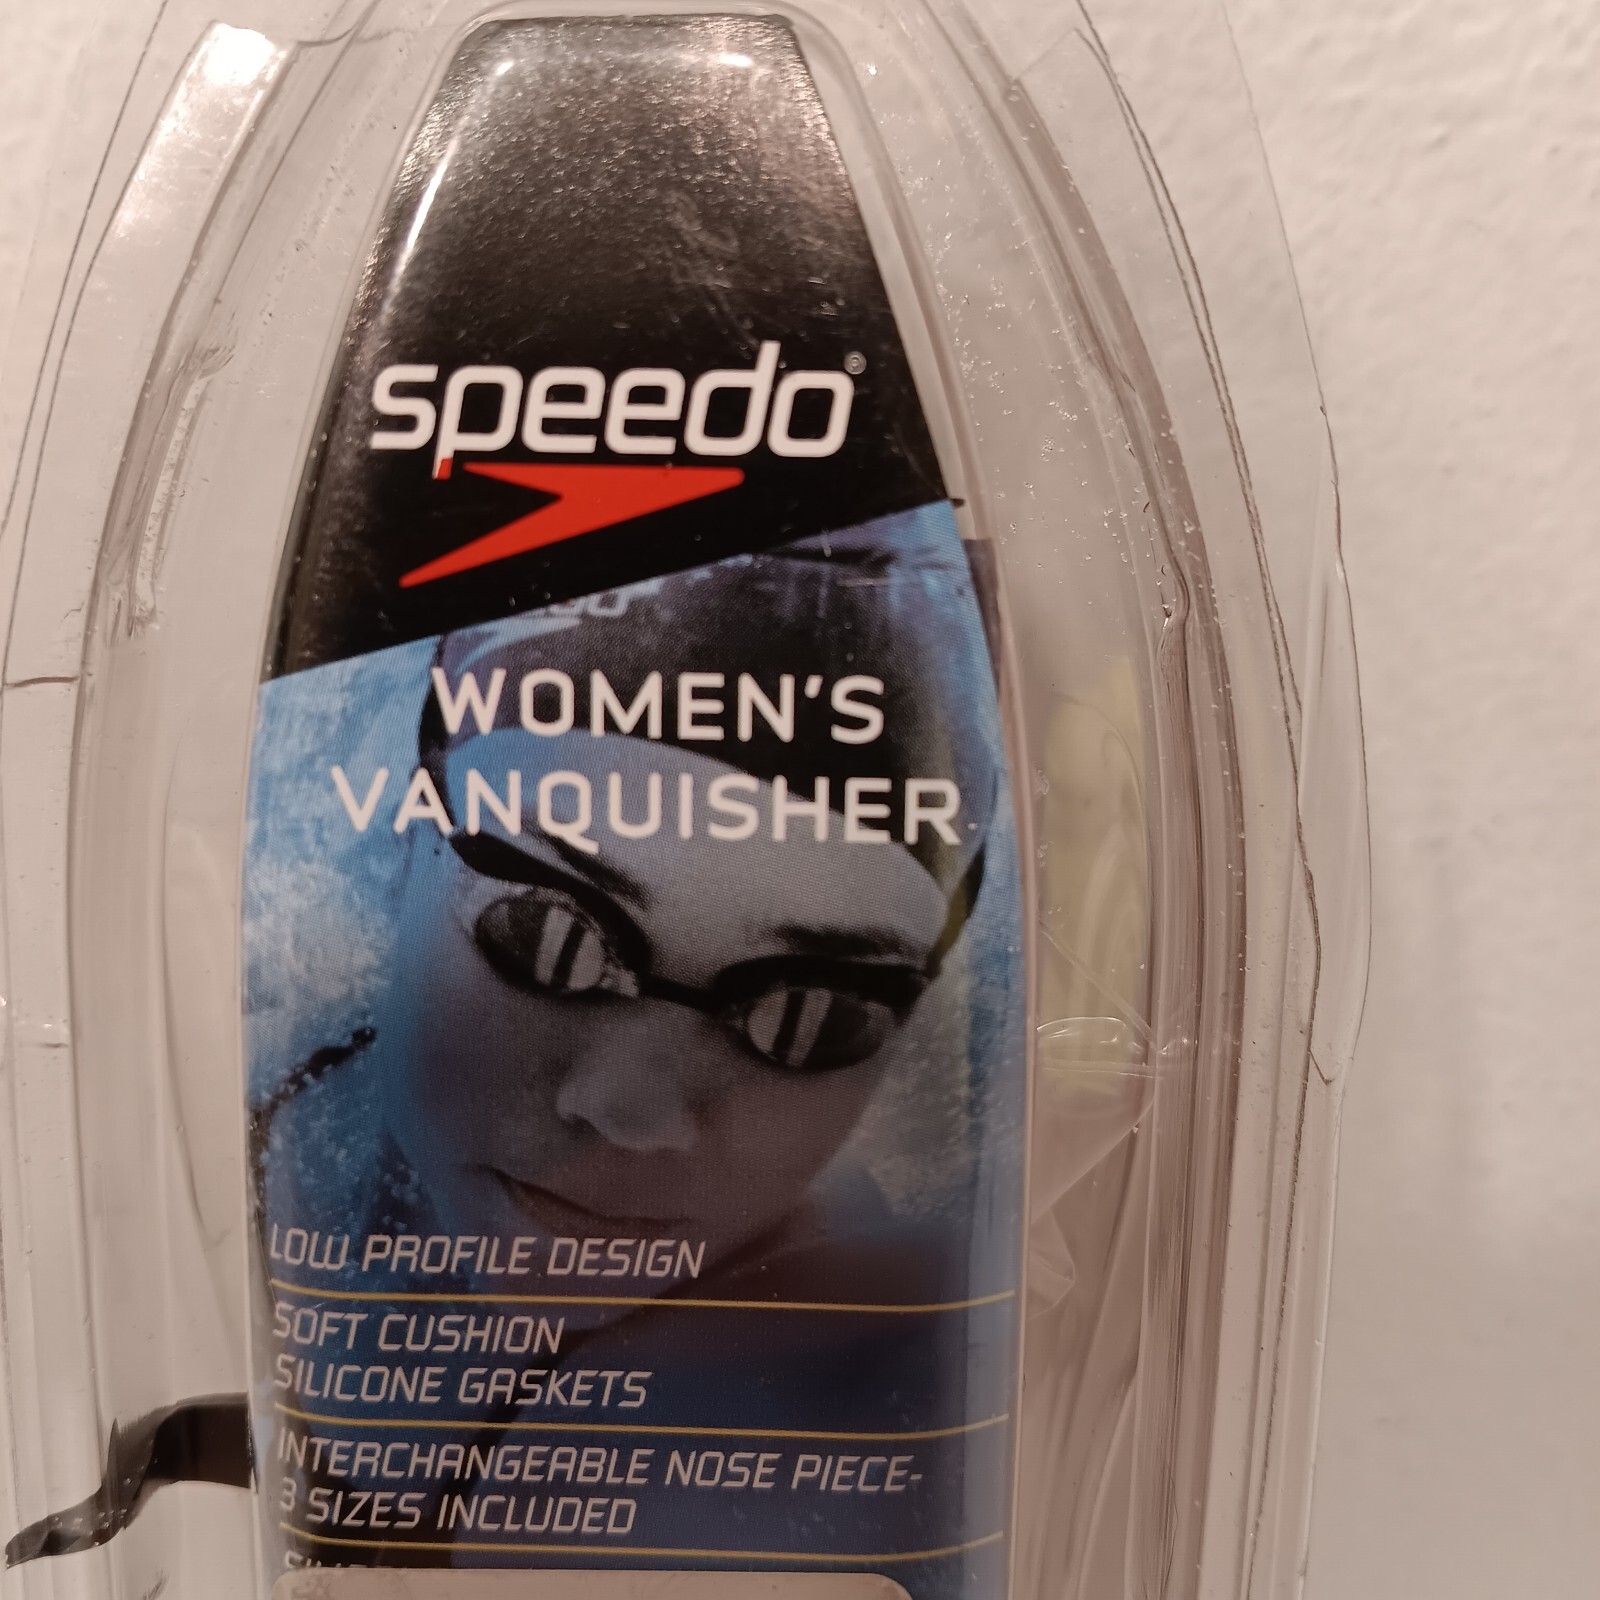 speedo®
WOMEN'S
VANQUISHER
LOW PROFILE DESIGN
SOFT CUSHION
SILICONE GASKETS
INTERCHANGEABLE NOSE PIECE-
3 SIZES INCLUDED